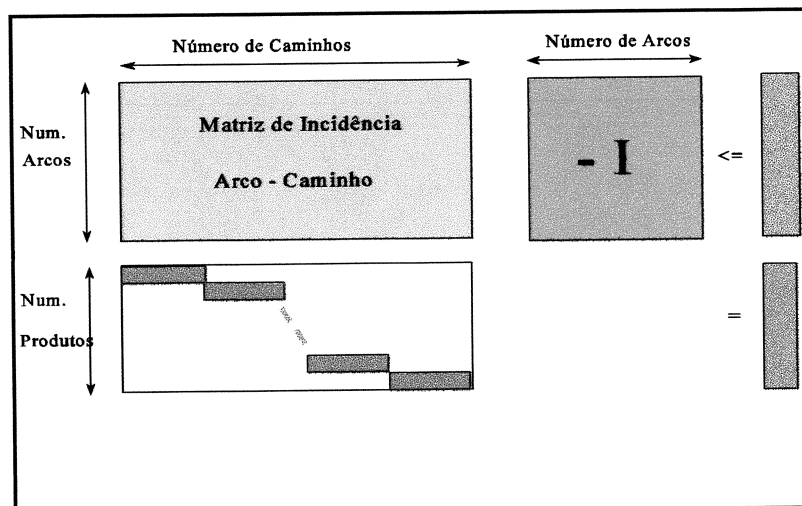 Número de Caminhos
Número de Arcos
Num.
Arcos
Matriz de Incidência
Arco - Caminho
- I
<=
Num.
Produtos
=